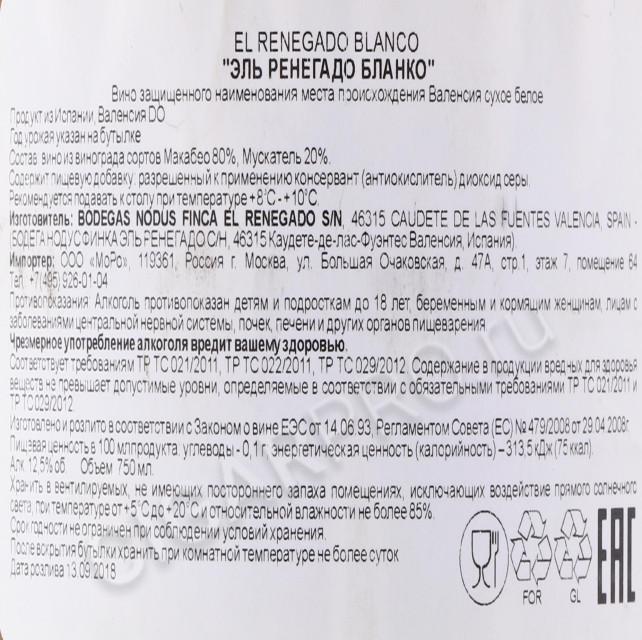 EL RENEGADO BLANCO
"ЭЛЬ РЕНЕГАДО БЛАНКО"
Вино защищенного наименования места происхождения Валенсия сухое белое
Продукт из Испании, Валенсия DO
Год урожая указан на бутылке
Состав: вино из винограда сортов Макабео 80%, Мускатель 20%.
Содержит пищевую добавку: разрешенный к применению консервант (антиокислитель) диоксид серы.
Рекомендуется подавать к столу при температуре +8°С - +10°С.
Изготовитель: BODEGAS NODUS FINCA EL RENEGADO S/N, 46315 CAUDETE DE LAS FUENTES VALENCIA, SPAIN -
(БОДЕГА НОДУС ФИНКА ЭЛЬ РЕНЕГАДО С/Н, 46315 Каудете-де-лас-Фуэнтес Валенсия, Испания).
Импортер: ООО «МоРо», 119361, Россия г. Москва, ул. Большая Очаковская, д. 47А, стр.1, этаж 7, помещение 64
Тел. +7(495) 926-01-04
Противопоказания: Алкоголь противопоказан детям и подросткам до 18 лет, беременным и кормящим женщинам, лицам с
заболеваниями центральной нервной системы, почек, печени и других органов пищеварения.
Чрезмерное употребление алкоголя вредит вашему здоровью.
Соответствует требованиям ТР ТС 021/2011, ТР ТС 022/2011, ТР ТС 029/2012. Содержание в продукции вредных для здоровья
веществ не превышает допустимые уровни, определяемые в соответствии с обязательными требованиями ТР ТС 021/2011 и
ТР ТС 029/2012.
Изготовлено и розлито в соответствии с Законом о вине ЕЭС от 14.06.93, Регламентом Совета (ЕС) № 479/2008 от 29.04.2008г.
Пищевая ценность в 100 мл продукта: углеводы - 0,1 г, энергетическая ценность (калорийность) – 313,5 кДж (75 ккал).
Алк. 12,5% об. Объем 750 мл.
Хранить в вентилируемых, не имеющих постороннего запаха помещениях, исключающих воздействие прямого солнечного
света, при температуре от +5°С до +20°С и относительной влажности не более 85%.
Срок годности не ограничен при соблюдении условий хранения.
После вскрытия бутылки хранить при комнатной температуре не более суток
Дата розлива 13.09.2018
FOR GL EAC